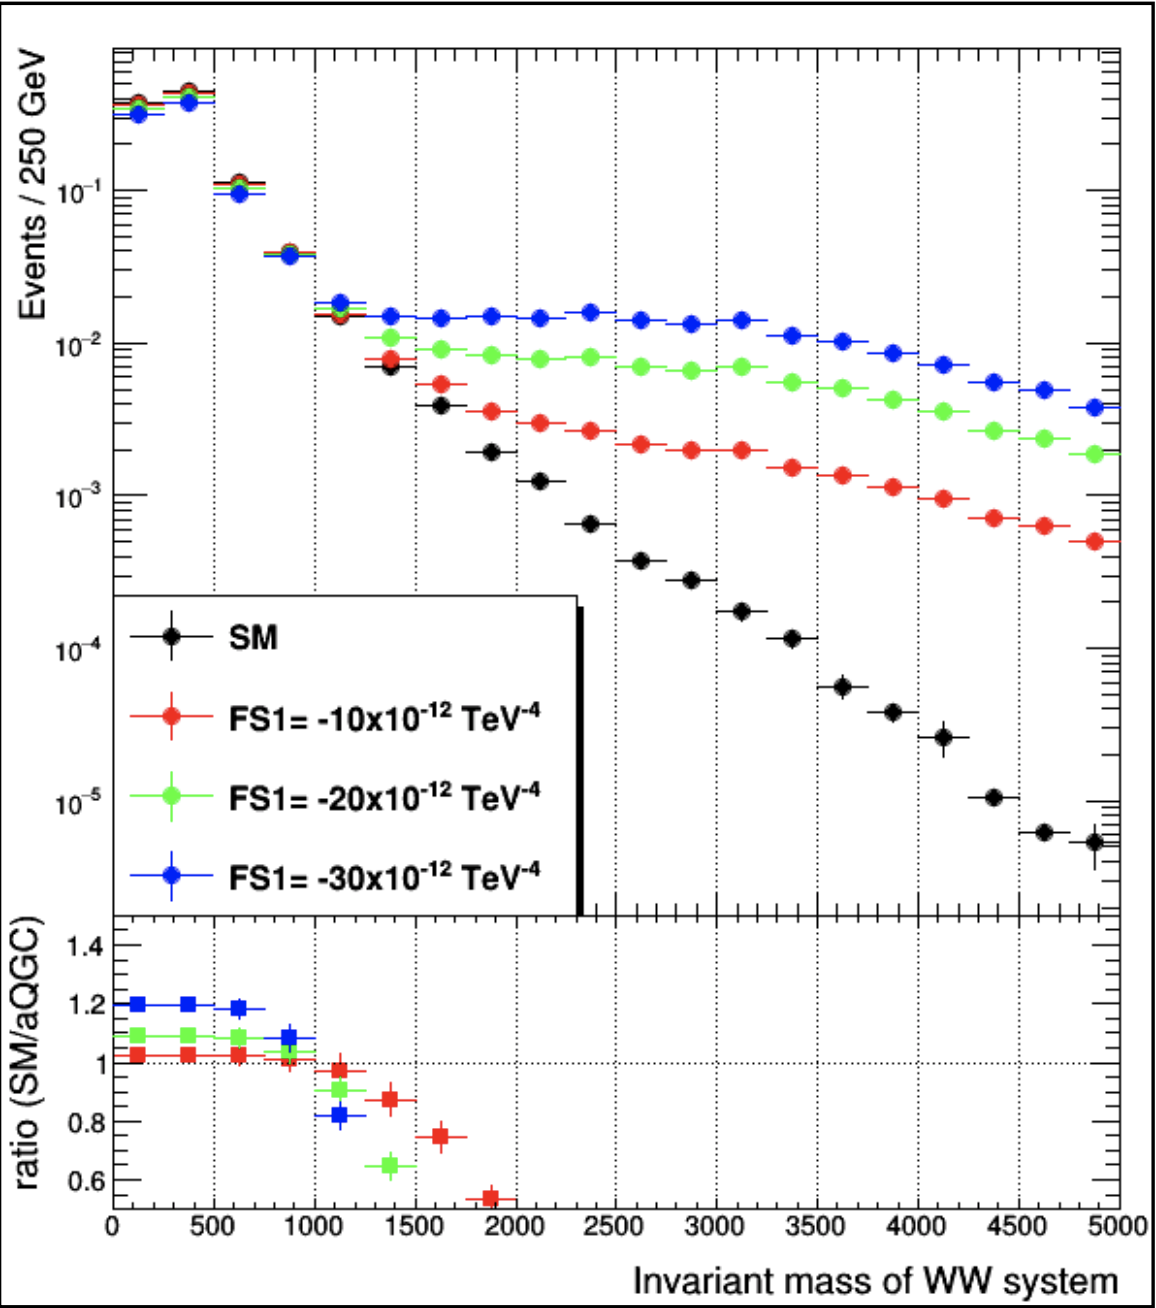 Events / 250 GeV
10⁻¹
10⁻²
10⁻³
10⁻⁴
10⁻⁵
SM
FS1= -10x10⁻¹² TeV⁻⁴
FS1= -20x10⁻¹² TeV⁻⁴
FS1= -30x10⁻¹² TeV⁻⁴
ratio (SM/aQGC)
1.4
1.2
1
0.8
0.6
0 500 1000 1500 2000 2500 3000 3500 4000 4500 5000
Invariant mass of WW system